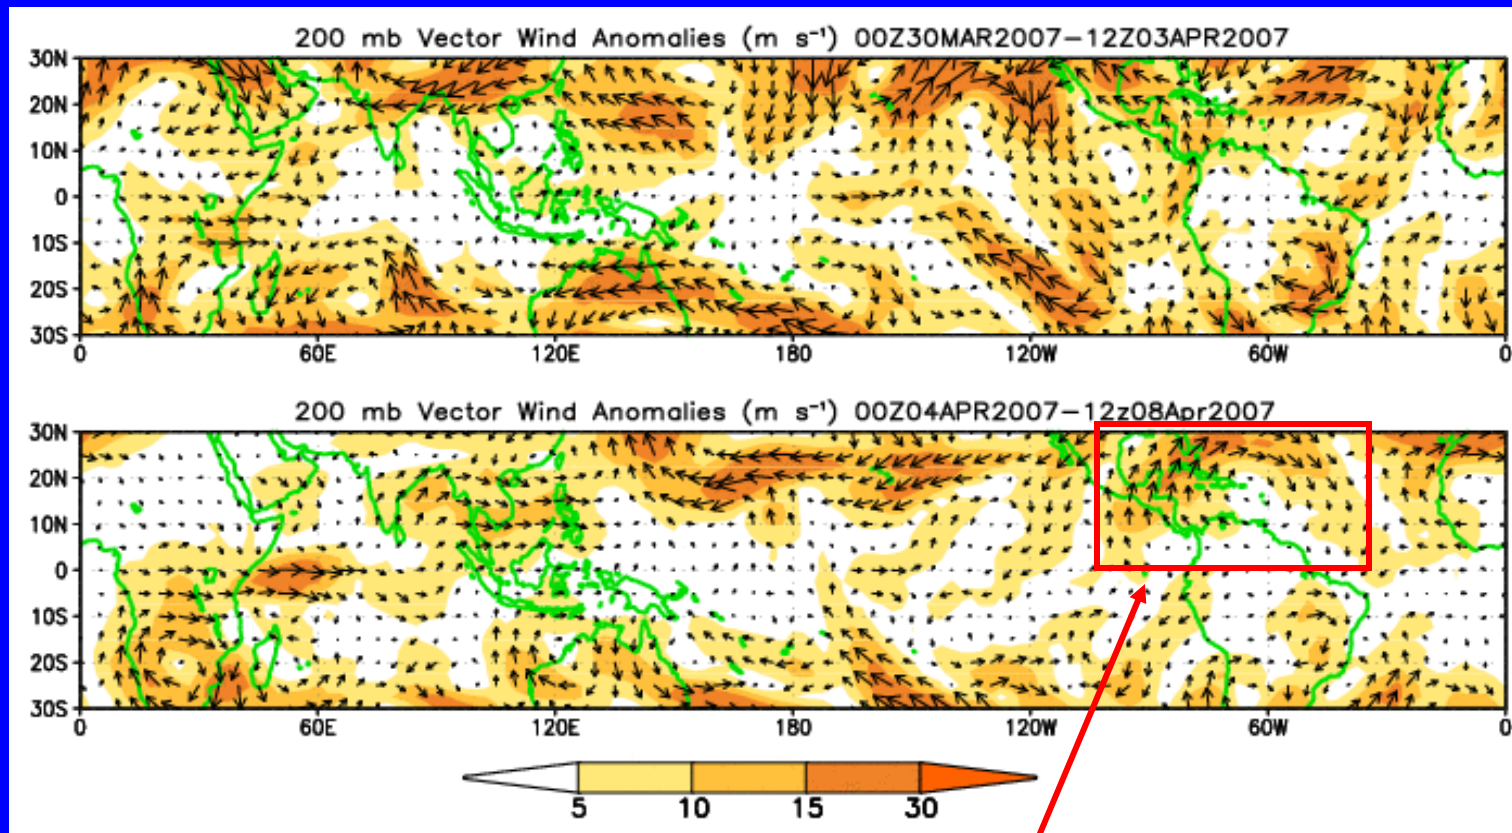 200 mb Vector Wind Anomalies (m s⁻¹) 00Z30MAR2007-12Z03APR2007
30N
20N
10N
0
10S
20S
30S
0 60E 120E 180 120W 60W 0
200 mb Vector Wind Anomalies (m s⁻¹) 00Z04APR2007-12z08Apr2007
30N
20N
10N
0
10S
20S
30S
0 60E 120E 180 120W 60W 0
5 10 15 30